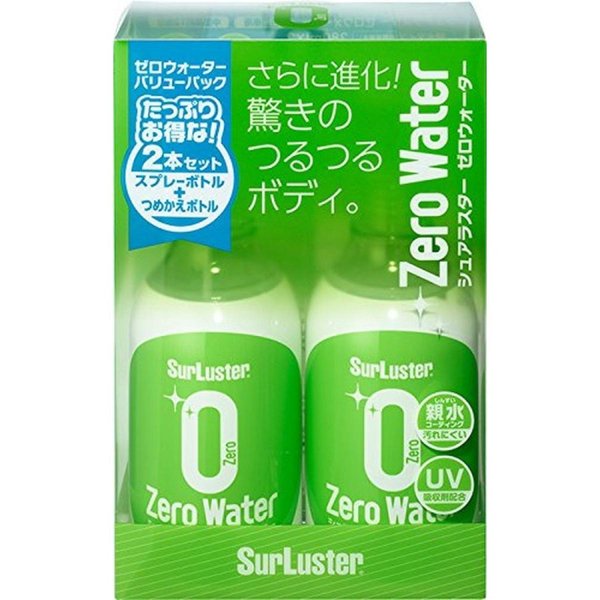 ゼロウォーター
バリューパック
たっぷり
お得な!
2本セット
スプレーボトル
+
つめかえボトル
さらに進化!
驚きの
つるつる
ボディ。
Zero Water
シュアラスター ゼロウォーター
SurLuster®
0
Zero
Zero Water
SurLuster®
0
Zero
Zero Water
しんすい
親水
コーティング
汚れにくい
UV
吸収剤配合
SurLuster®